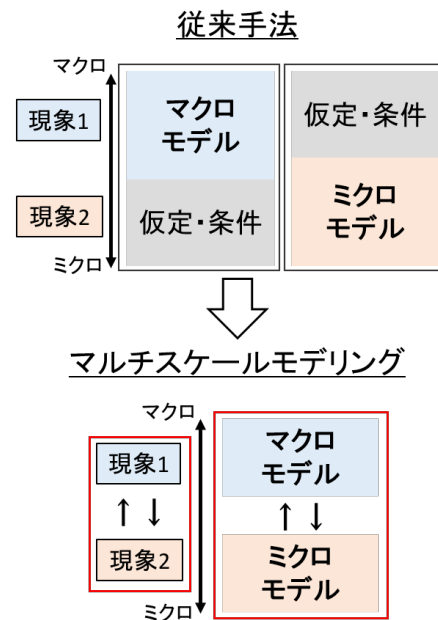 従来手法
マクロ
現象1
現象2
ミクロ
マクロ
モデル
仮定・条件
仮定・条件
ミクロ
モデル
マルチスケールモデリング
マクロ
現象1
↑ ↓
現象2
ミクロ
マクロ
モデル
↑ ↓
ミクロ
モデル